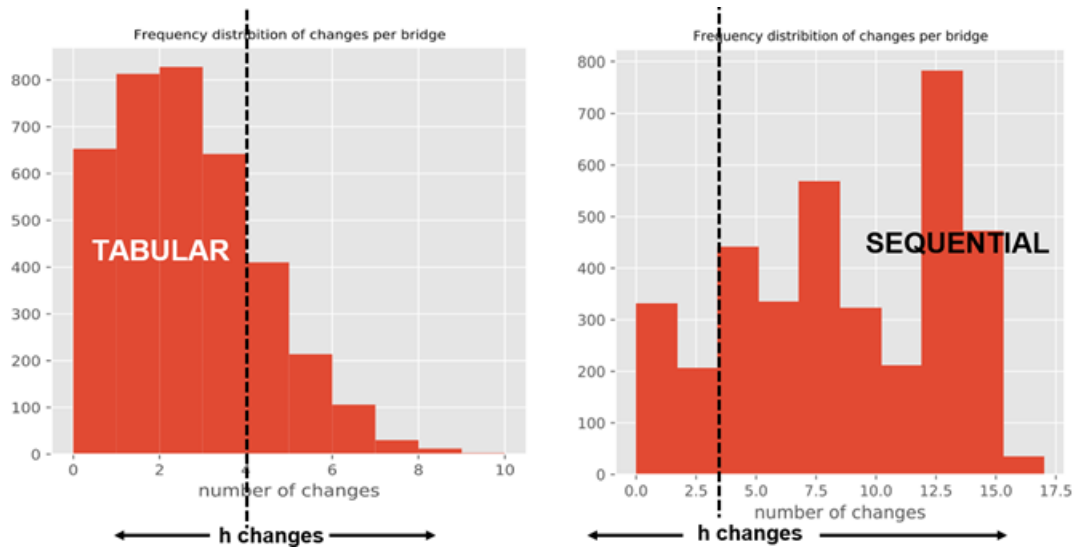 Frequency distribition of changes per bridge
800
700
600
500
400
300
200
100
0
TABULAR
0 2 4 6 8 10
number of changes
h changes
Frequency distribition of changes per bridge
800
700
600
500
400
300
200
100
0
SEQUENTIAL
0.0 2.5 5.0 7.5 10.0 12.5 15.0 17.5
number of changes
h changes